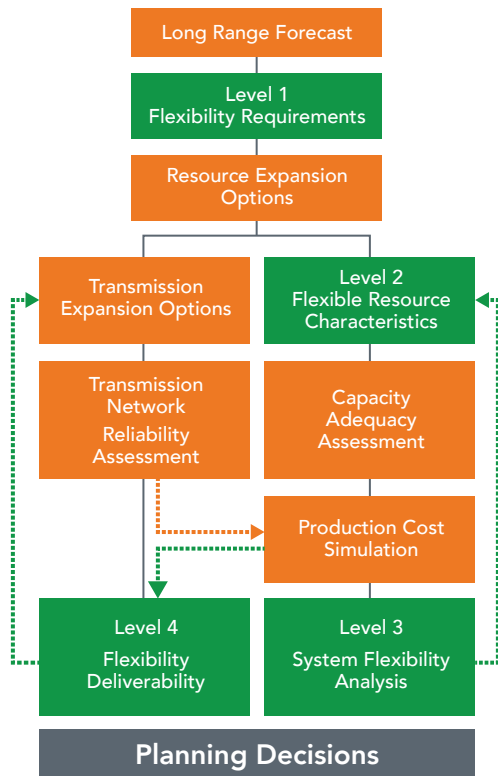 Long Range Forecast
Level 1
Flexibility Requirements
Resource Expansion
Options
Transmission
Expansion Options
Level 2
Flexible Resource
Characteristics
Transmission
Network
Reliability
Assessment
Capacity
Adequacy
Assessment
Production Cost
Simulation
Level 4
Flexibility
Deliverability
Level 3
System Flexibility
Analysis
Planning Decisions